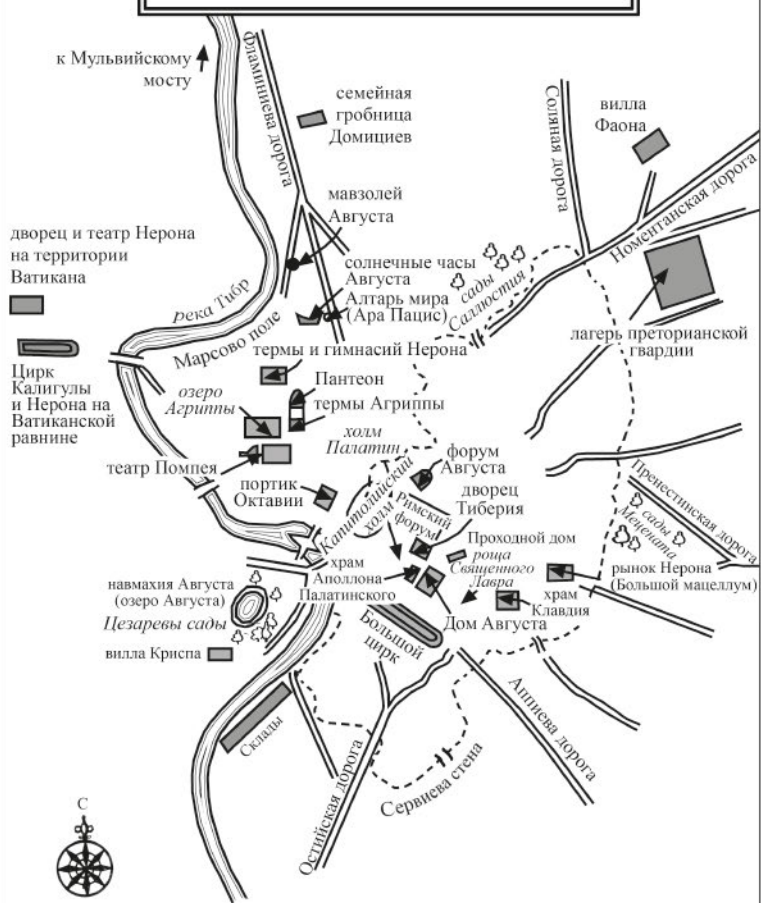 к Мульвийскому
мосту
Фламиниева дорога
семейная
гробница
Домициев
Соляная дорога
вилла
Фаона
Номентанская дорога
мавзолей
Августа
дворец и театр Нерона
на территории
Ватикана
река Тибр
солнечные часы
Августа
Алтарь мира
(Ара Пацис)
сады
Саллюстия
лагерь преторианской
гвардии
Марсово поле
термы и гимнасий Нерона
Цирк
Калигулы
и Нерона на
Ватиканской
равнине
озеро
Агриппы
Пантеон
термы Агриппы
холм
Палатин
театр Помпея
форум
Августа
портик
Октавии
Капитолийский
холм
Римский
форум
дворец
Тиберия
Пренестинская дорога
сады
Мецената
Проходной дом
роща
Священного
Лавра
рынок Нерона
(Большой мацеллум)
храм
Аполлона
Палатинского
навмахия Августа
(озеро Августа)
Цезаревы сады
храм
Клавдия
Дом Августа
Большой
цирк
вилла Криспа
Склады
Аппиева дорога
Остийская дорога
Сервиева стена
С